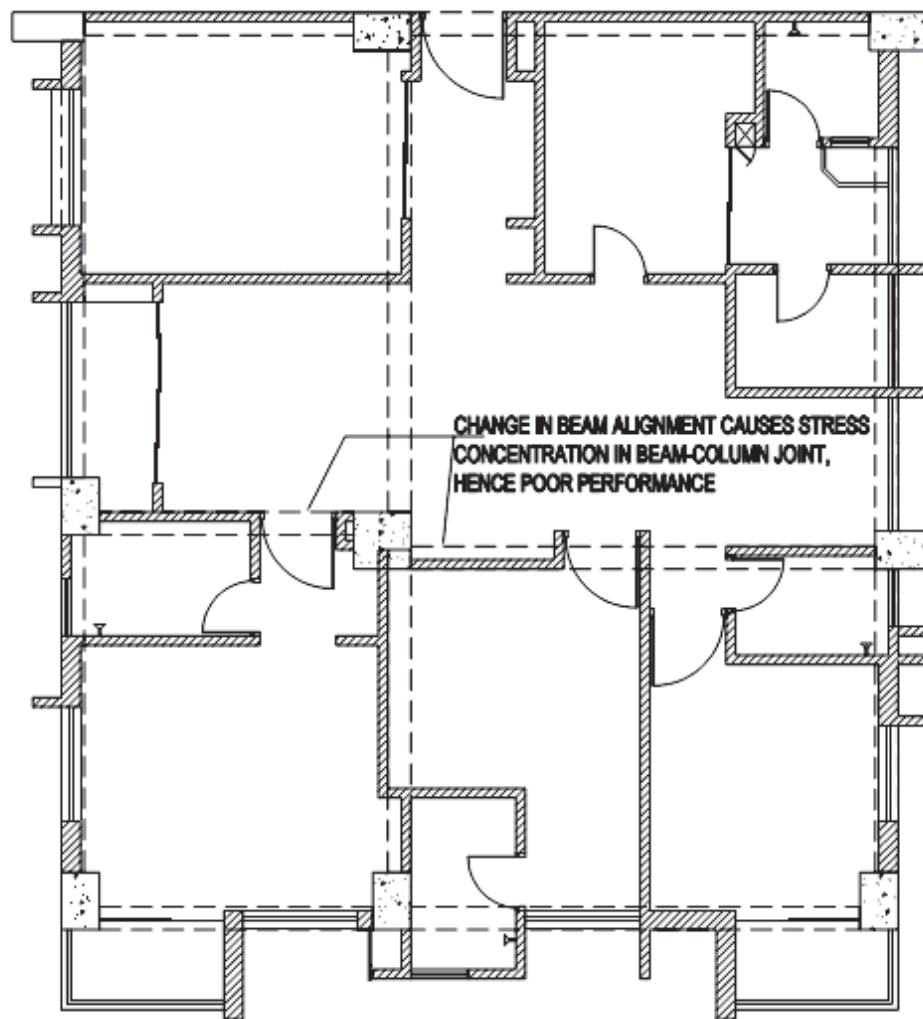 CHANGE IN BEAM ALIGNMENT CAUSES STRESS
CONCENTRATION IN BEAM-COLUMN JOINT,
HENCE POOR PERFORMANCE